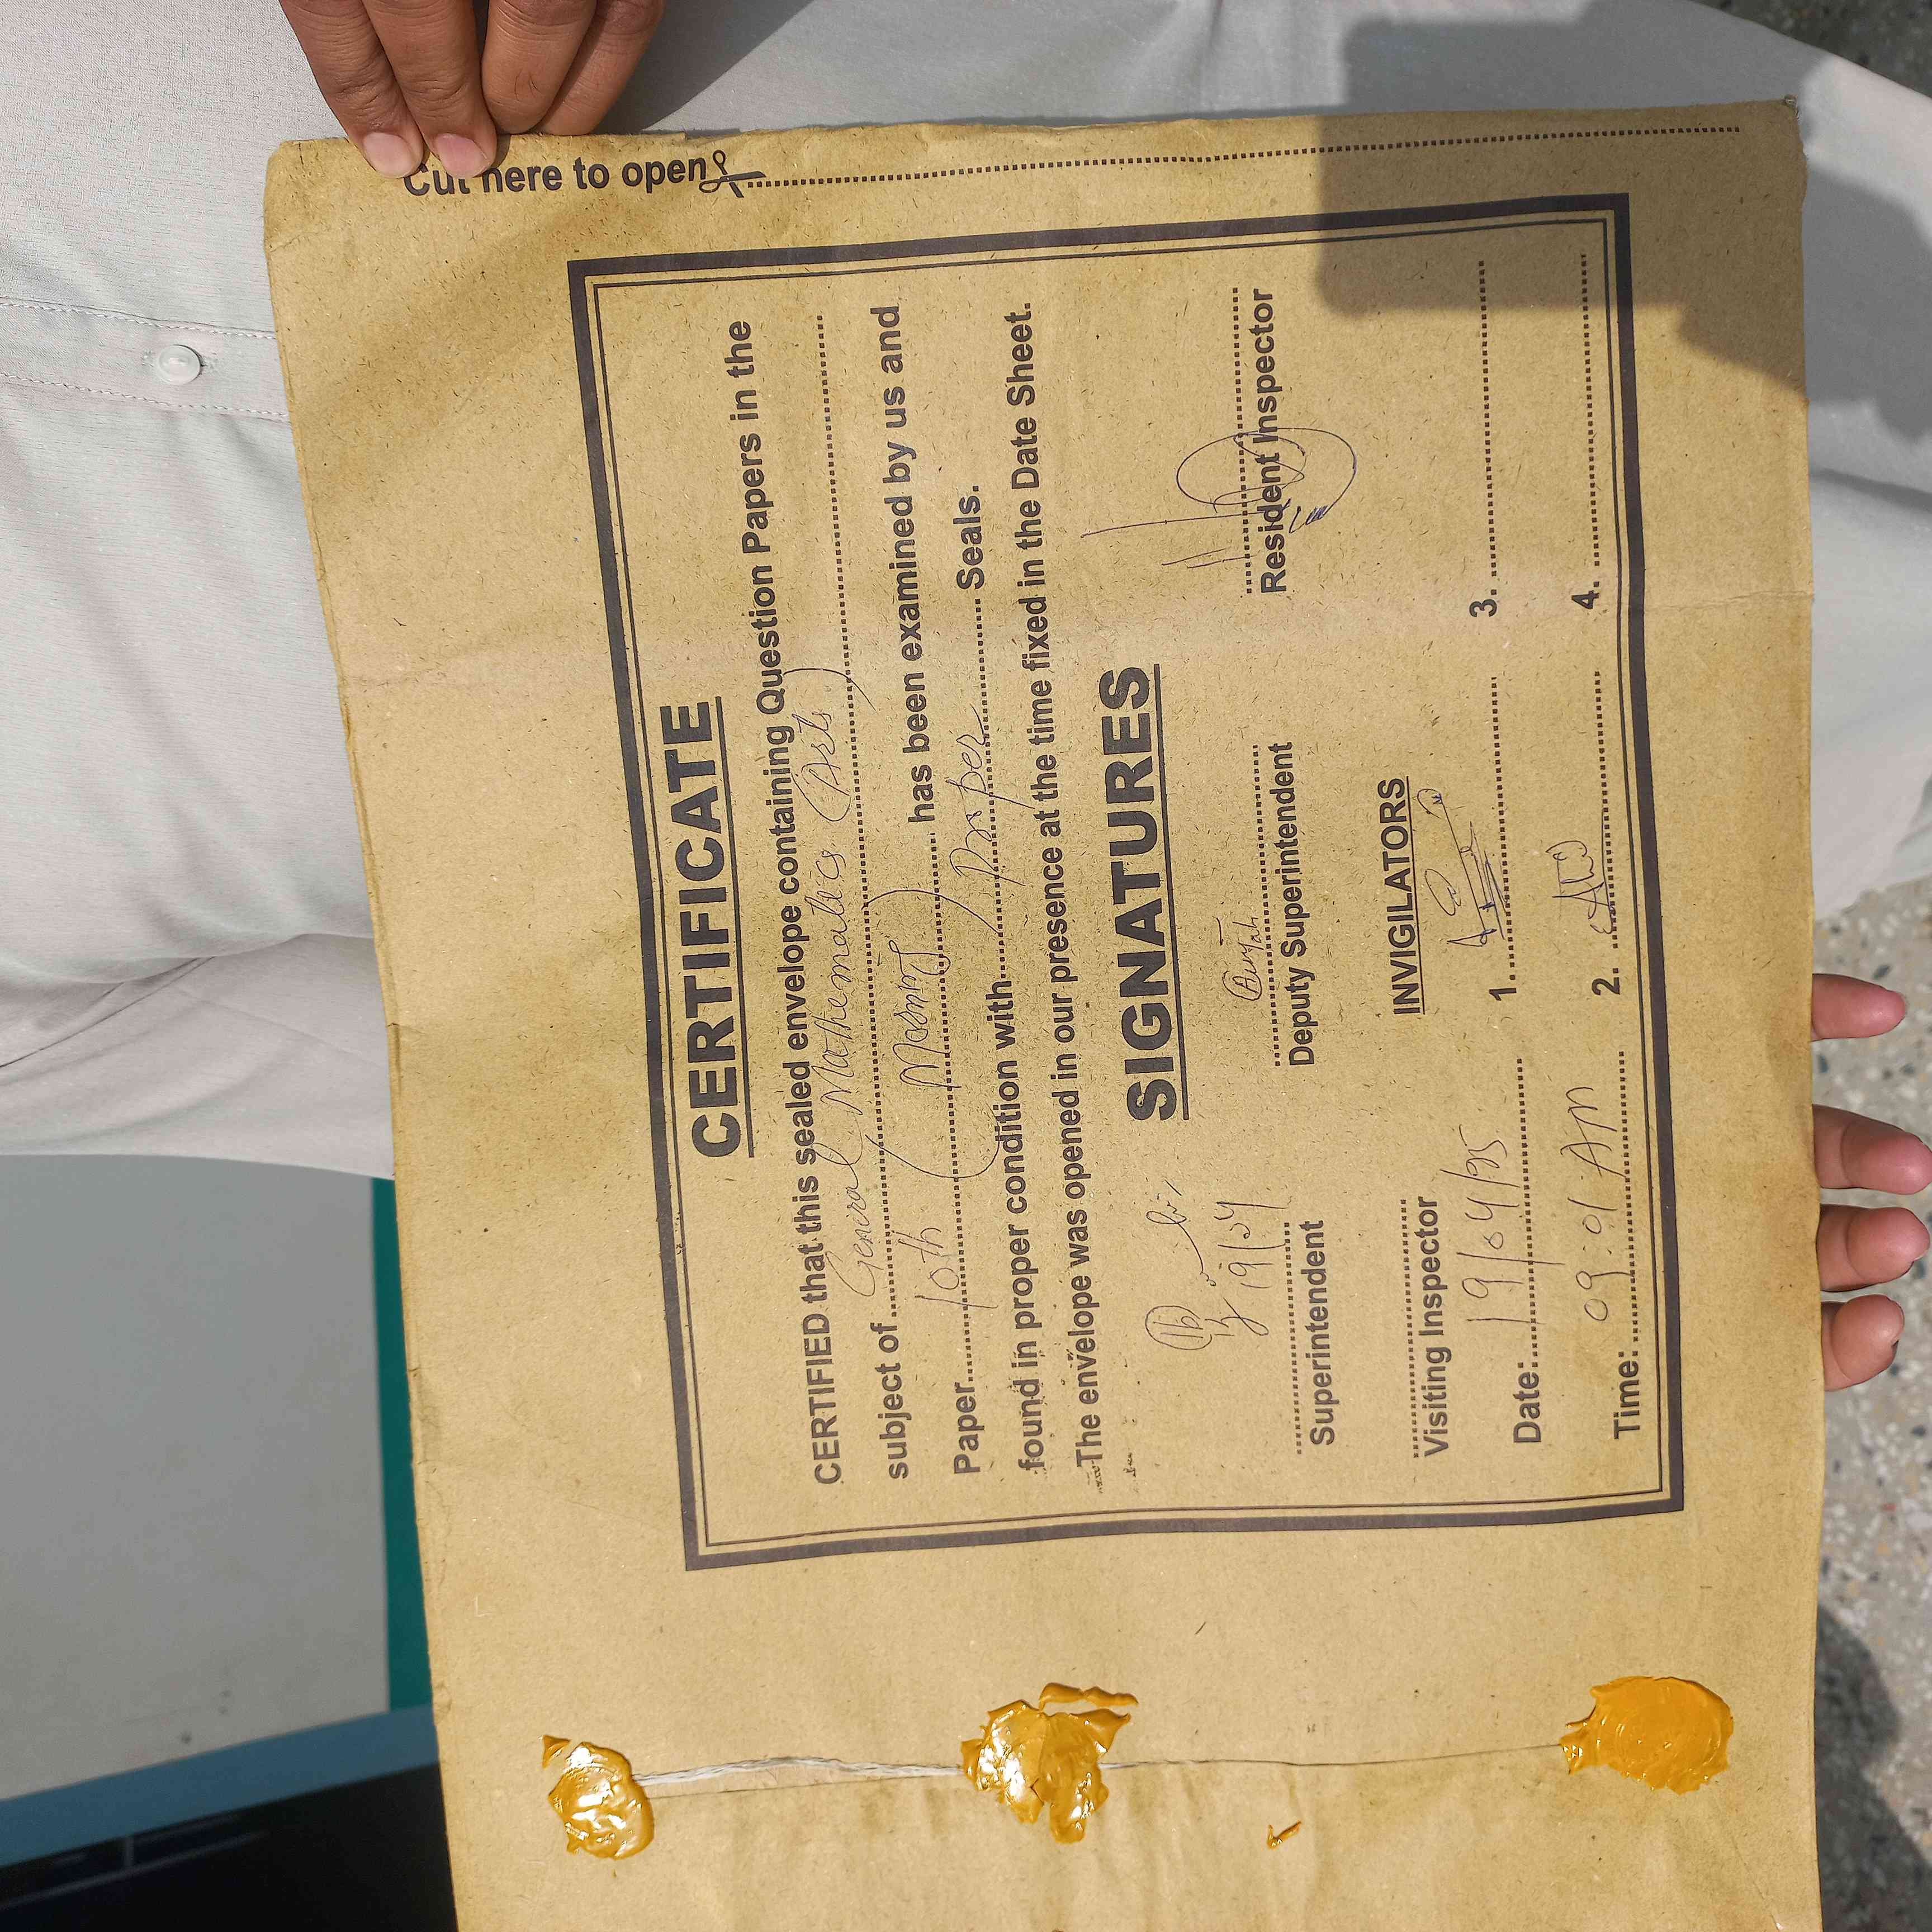 Cut here to open
CERTIFICATE
CERTIFIED that this sealed envelope containing Question Papers in the
subject of General Mathematics (Arts)
Paper 10th (Morning) has been examined by us and
found in proper condition with Proper Seals.
The envelope was opened in our presence at the time fixed in the Date Sheet.
SIGNATURES
19/04
Superintendent
Deputy Superintendent
Resident Inspector
Visiting Inspector
INVIGILATORS
Date: 19/04/25
1.
3.
Time: 09:01 AM
2.
4.